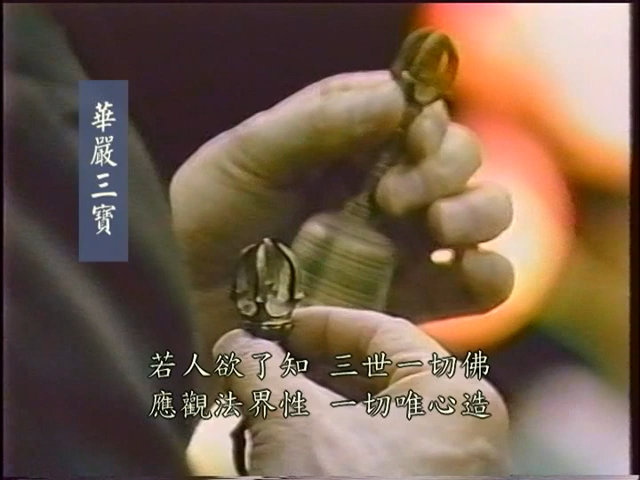 華嚴三寶
若人欲了知 三世一切佛
應觀法界性 一切唯心造